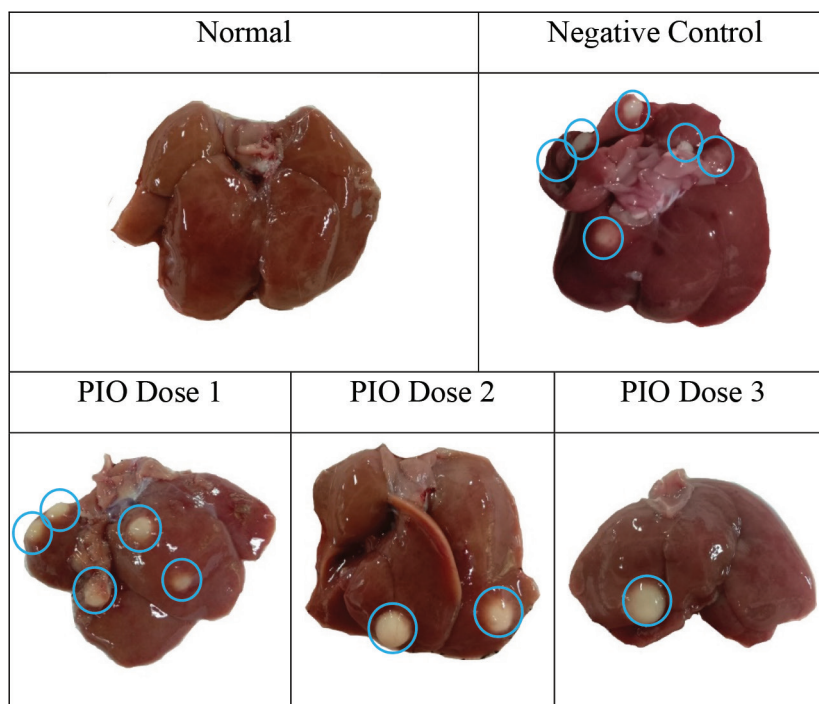 Normal
Negative Control
PIO Dose 1
PIO Dose 2
PIO Dose 3